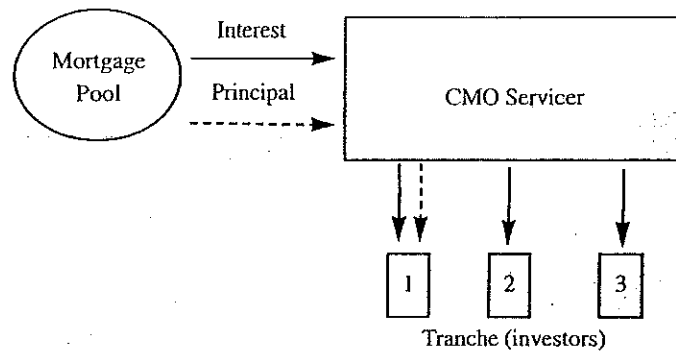 Interest
Mortgage
Pool
Principal
CMO Servicer
1
2
3
Tranche (investors)